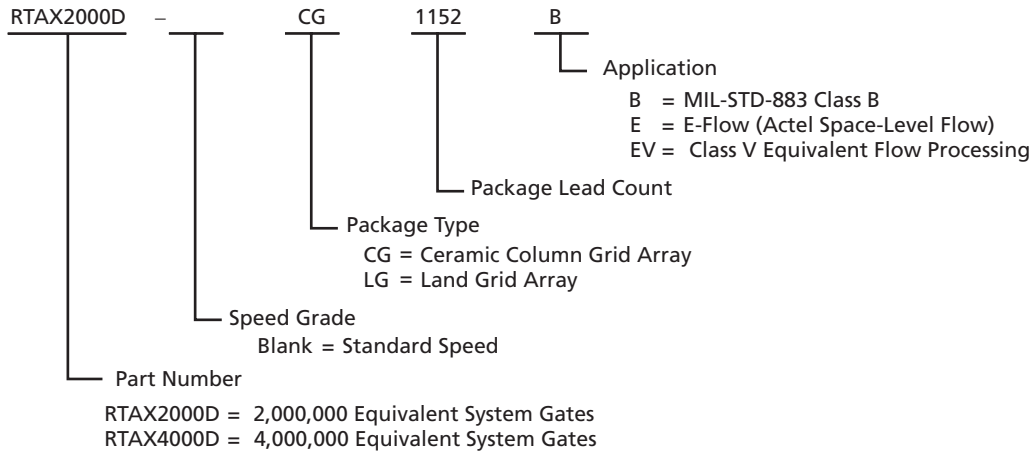 RTAX2000D – CG 1152 B
Application
B = MIL-STD-883 Class B
E = E-Flow (Actel Space-Level Flow)
EV = Class V Equivalent Flow Processing
Package Lead Count
Package Type
CG = Ceramic Column Grid Array
LG = Land Grid Array
Speed Grade
Blank = Standard Speed
Part Number
RTAX2000D = 2,000,000 Equivalent System Gates
RTAX4000D = 4,000,000 Equivalent System Gates